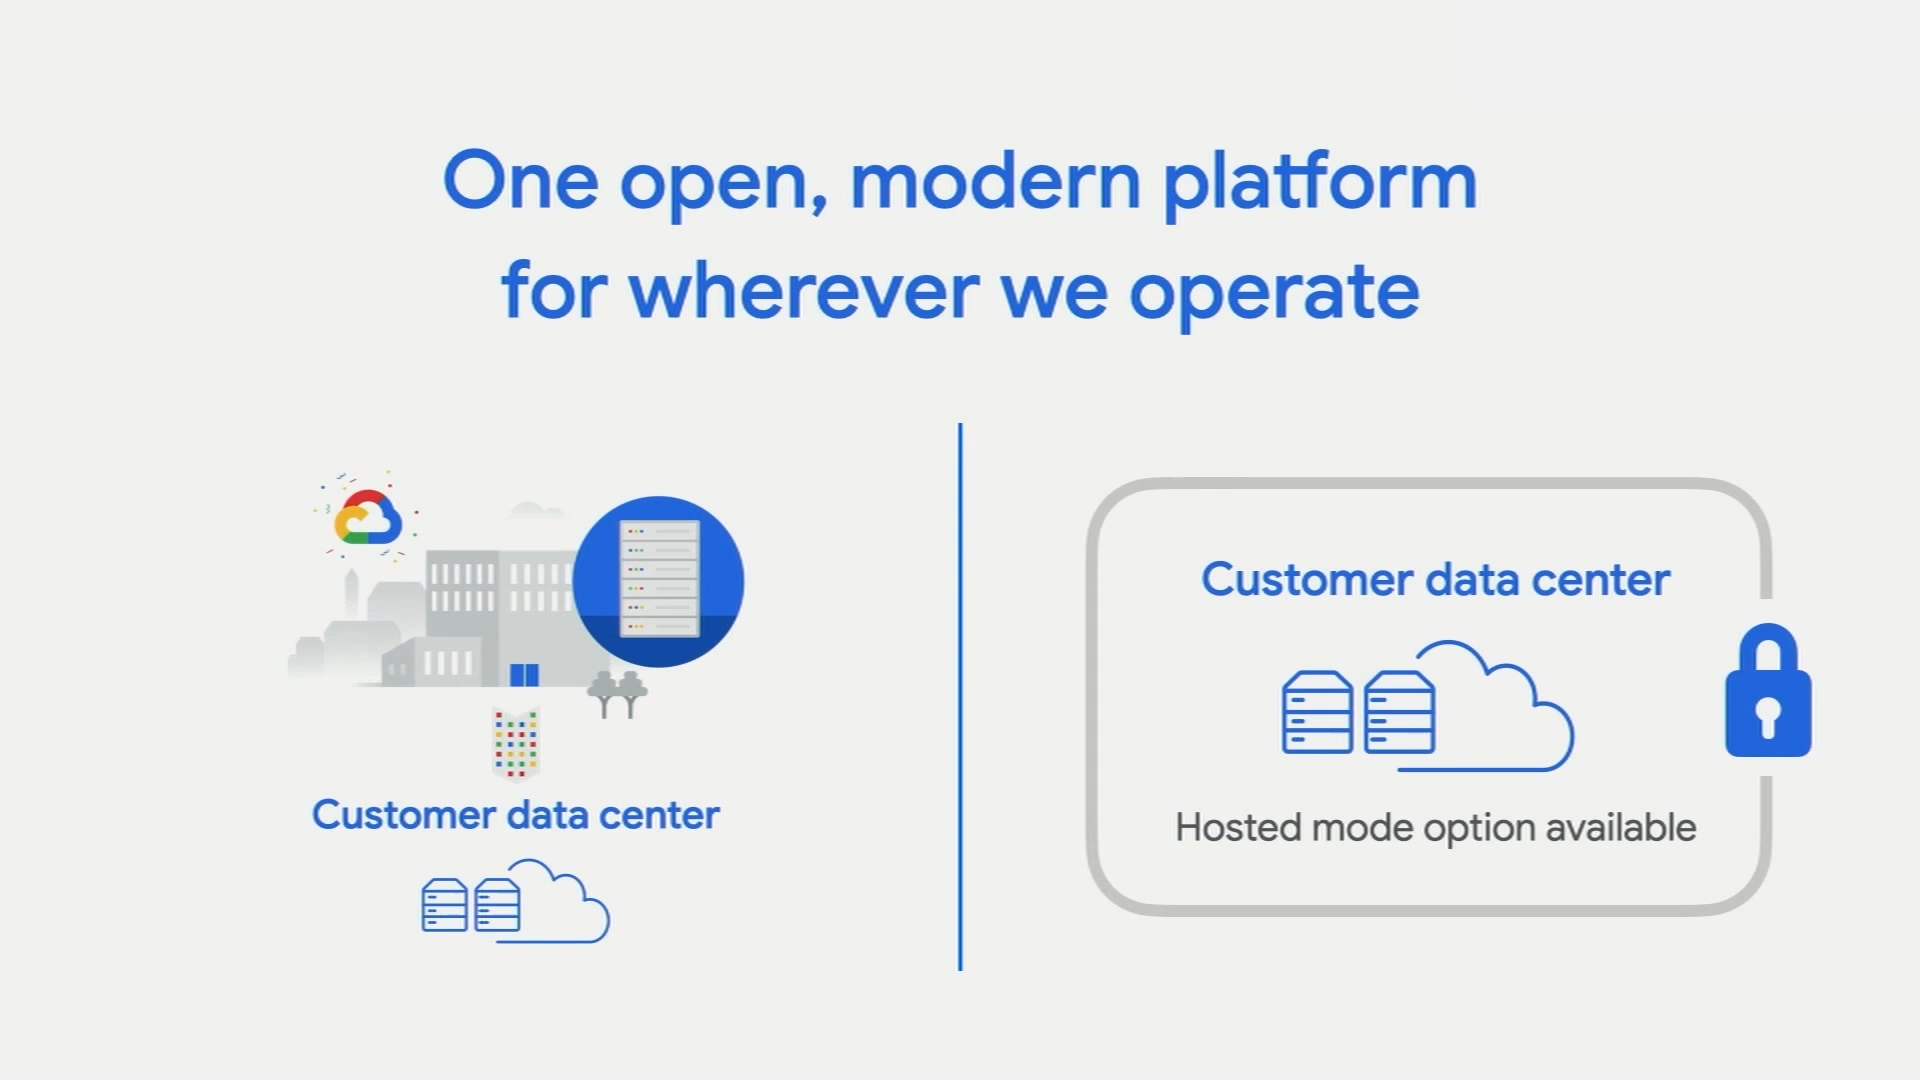 One open, modern platform
for wherever we operate
Customer data center
Customer data center
Hosted mode option available